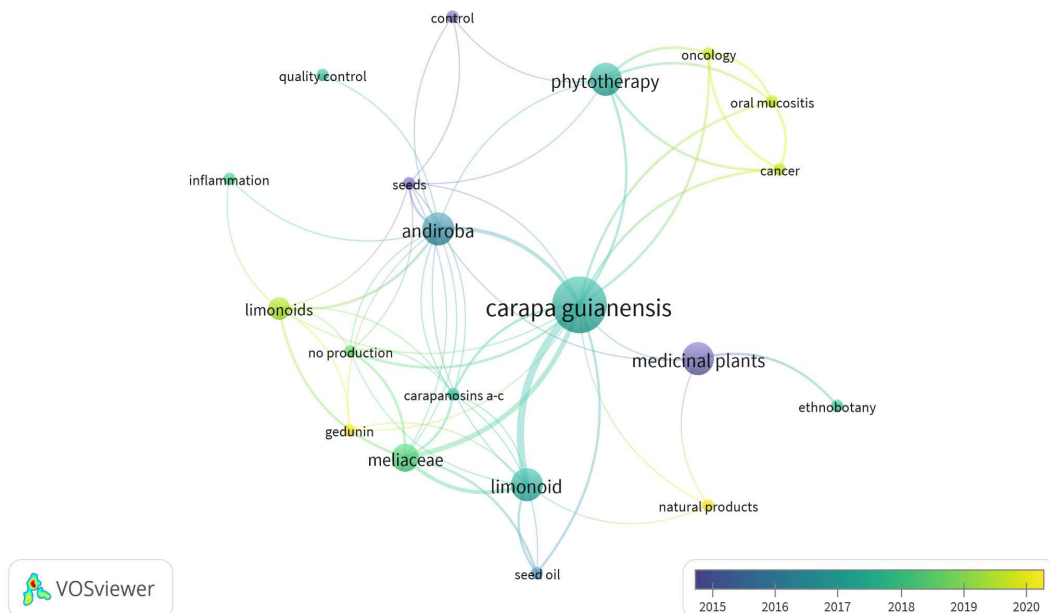 control
oncology
quality control
phytotherapy
oral mucositis
cancer
inflammation
seeds
andiroba
limonoids
carapa guianensis
no production
medicinal plants
carapanosins a-c
ethnobotany
gedunin
meliaceae
limonoid
natural products
seed oil
VOSviewer
2015 2016 2017 2018 2019 2020